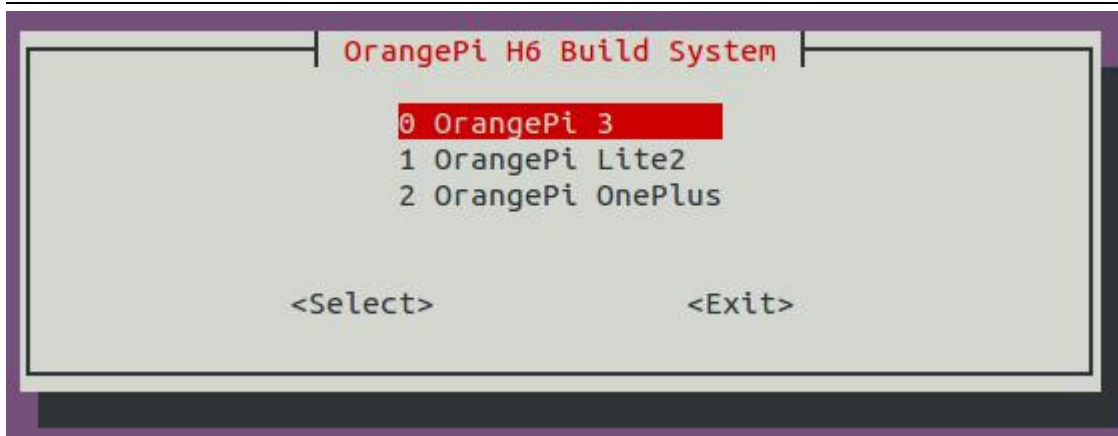 OrangePi H6 Build System
0 OrangePi 3
1 OrangePi Lite2
2 OrangePi OnePlus
<Select> <Exit>